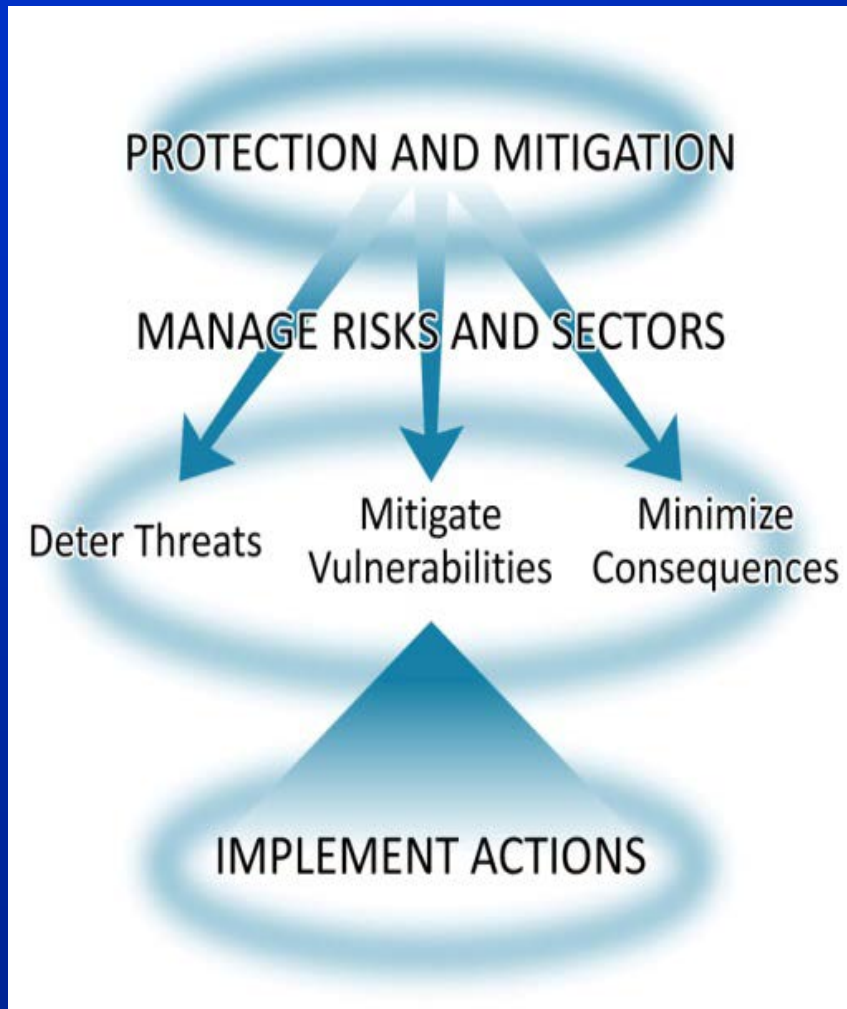 PROTECTION AND MITIGATION
MANAGE RISKS AND SECTORS
Deter Threats
Mitigate
Vulnerabilities
Minimize
Consequences
IMPLEMENT ACTIONS